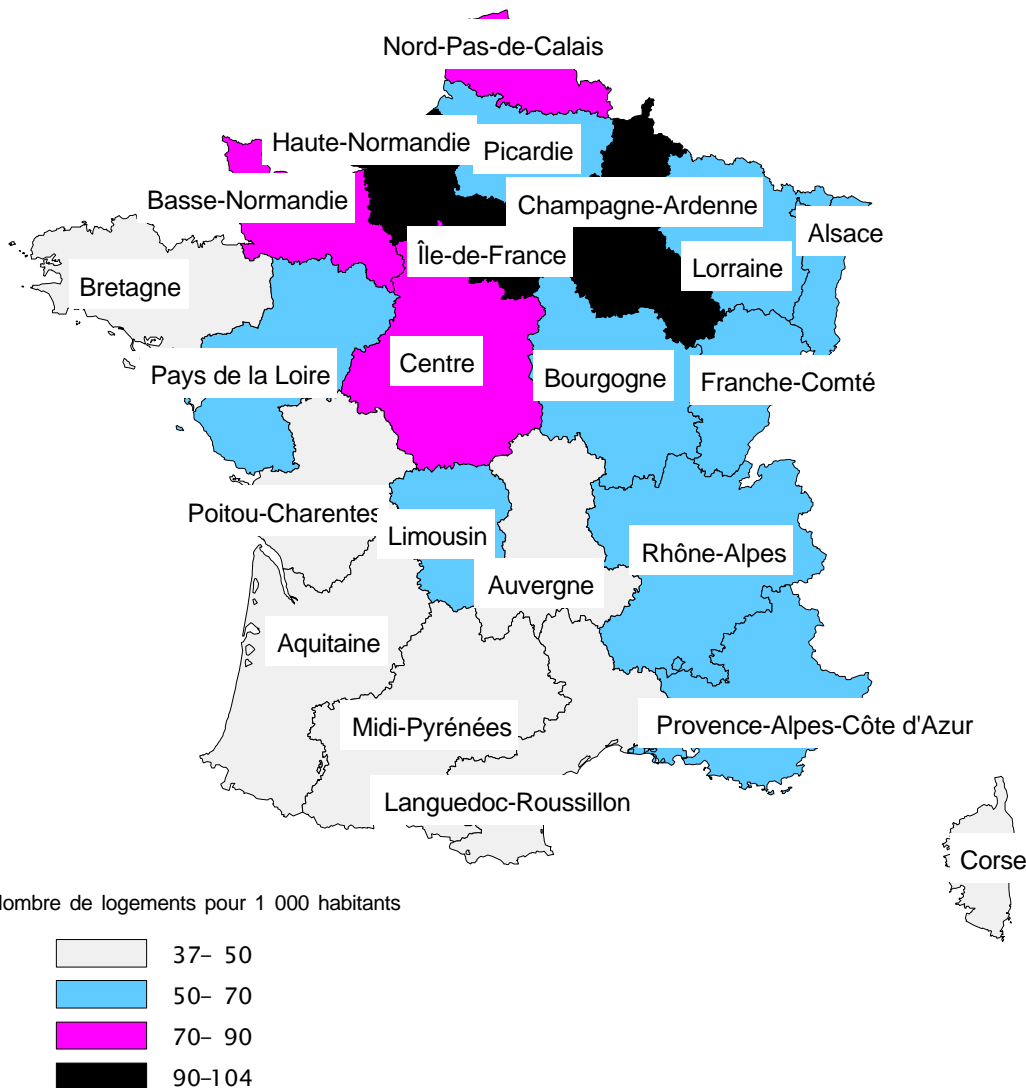 Nord-Pas-de-Calais
Haute-Normandie
Picardie
Basse-Normandie
Champagne-Ardenne
Alsace
Île-de-France
Lorraine
Bretagne
Pays de la Loire
Centre
Bourgogne
Franche-Comté
Poitou-Charentes
Limousin
Rhône-Alpes
Auvergne
Aquitaine
Midi-Pyrénées
Provence-Alpes-Côte d'Azur
Languedoc-Roussillon
Corse
Nombre de logements pour 1 000 habitants
37– 50
50– 70
70– 90
90–104